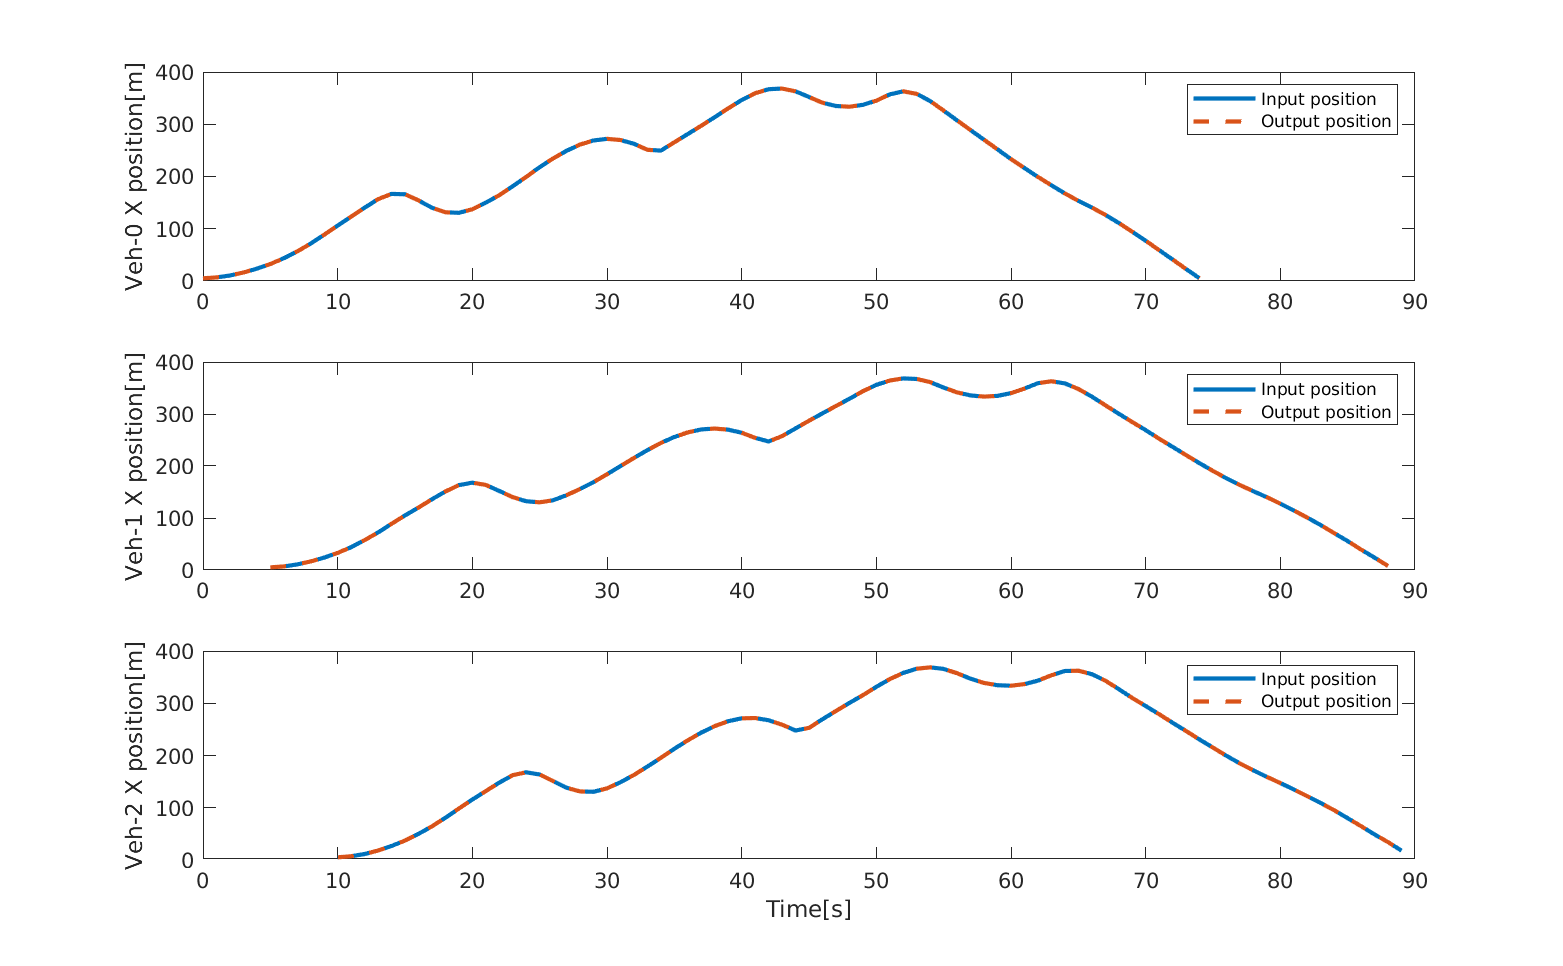 Veh-0 X position[m]
400
300
200
100
0
0 10 20 30 40 50 60 70 80 90
Input position
Output position
Veh-1 X position[m]
400
300
200
100
0
0 10 20 30 40 50 60 70 80 90
Input position
Output position
Veh-2 X position[m]
400
300
200
100
0
0 10 20 30 40 50 60 70 80 90
Input position
Output position
Time[s]